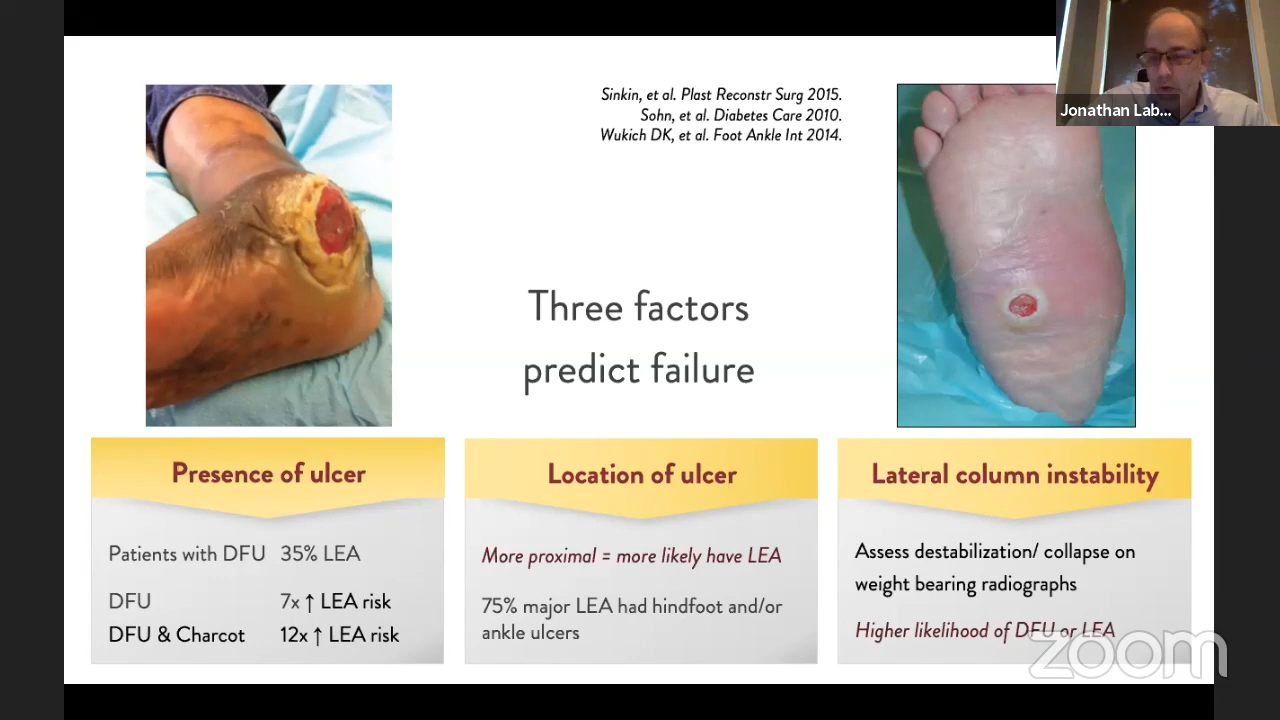 Jonathan Lab...
Sinkin, et al. Plast Reconstr Surg 2015.
Sohn, et al. Diabetes Care 2010.
Wukich DK, et al. Foot Ankle Int 2014.
Three factors
predict failure
Presence of ulcer
Patients with DFU 35% LEA
DFU 7x ↑ LEA risk
DFU & Charcot 12x ↑ LEA risk
Location of ulcer
More proximal = more likely have LEA
75% major LEA had hindfoot and/or
ankle ulcers
Lateral column instability
Assess destabilization/ collapse on
weight bearing radiographs
Higher likelihood of DFU or LEA
zoom